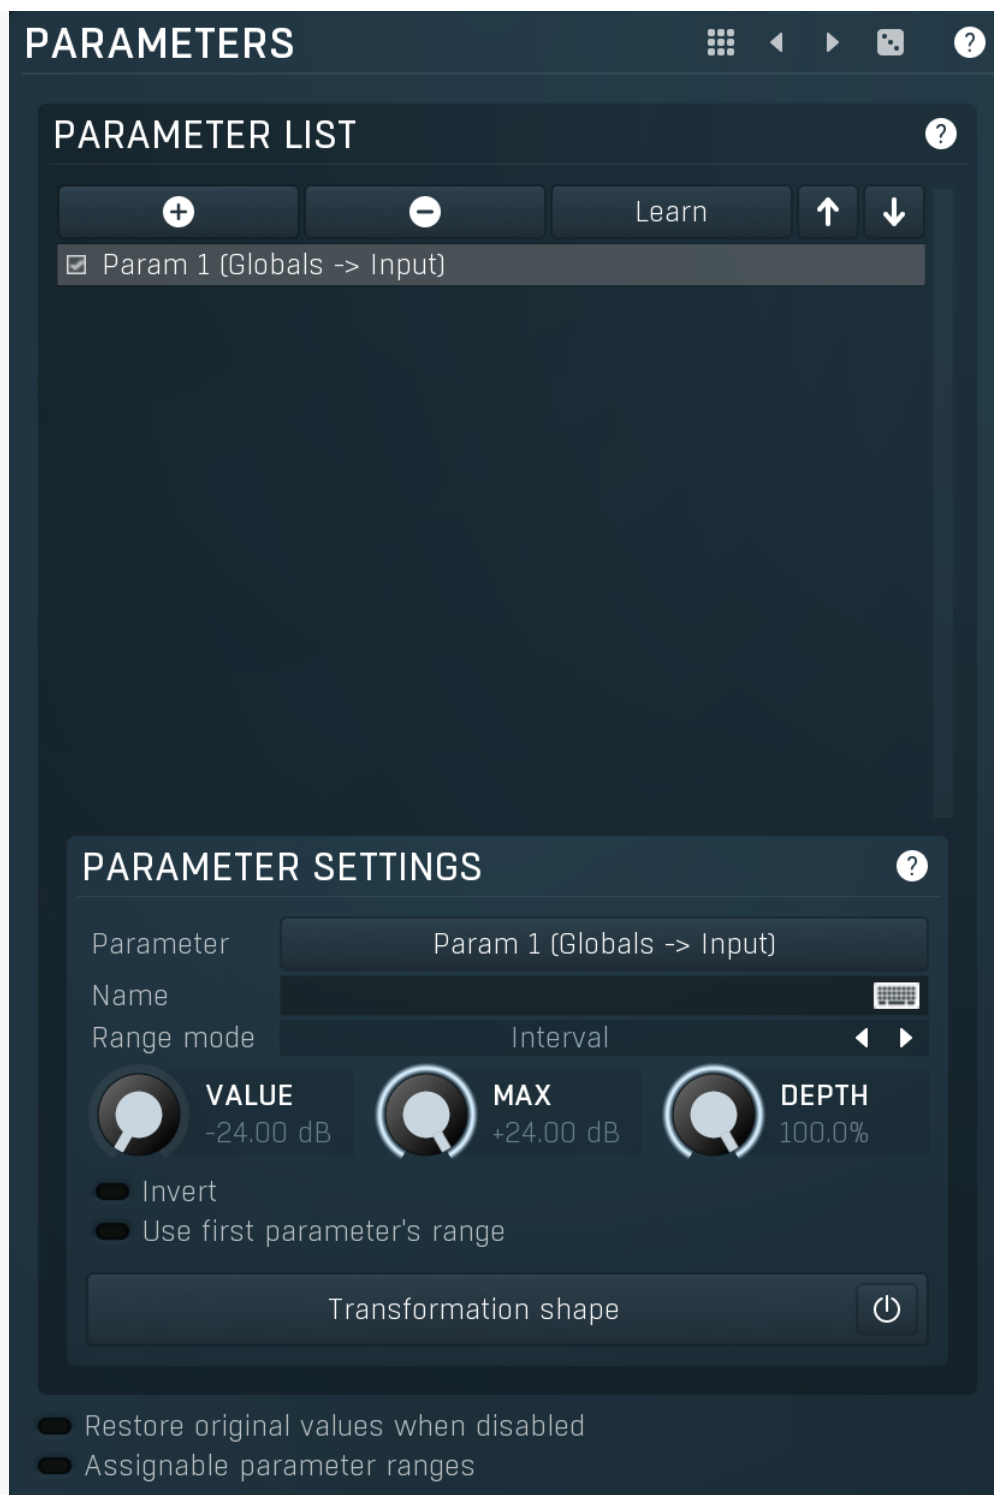 PARAMETERS
?
PARAMETER LIST
?
Learn
Param 1 (Globals -> Input)
PARAMETER SETTINGS
?
Parameter
Param 1 (Globals -> Input)
Name
Range mode
Interval
VALUE
-24.00 dB
MAX
+24.00 dB
DEPTH
100.0%
Invert
Use first parameter's range
Transformation shape
Restore original values when disabled
Assignable parameter ranges